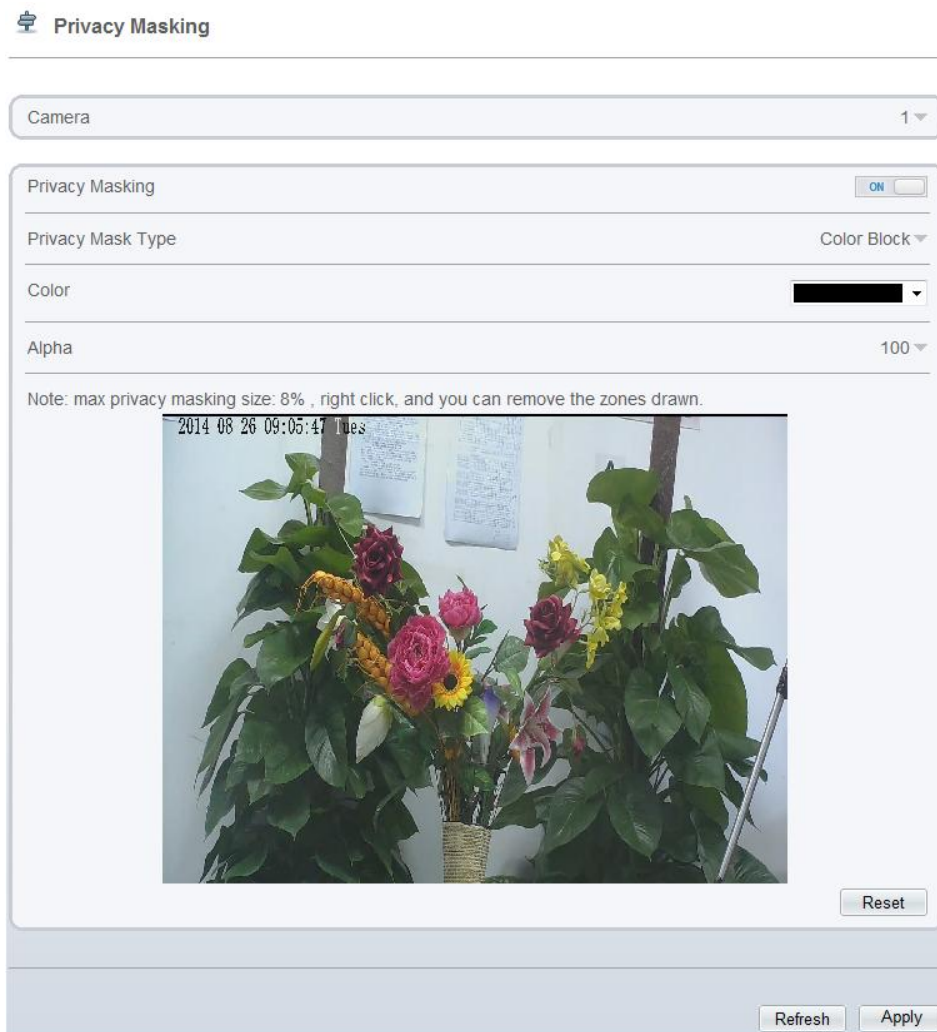 Privacy Masking
Camera 1
Privacy Masking ON
Privacy Mask Type Color Block
Color
Alpha 100
Note: max privacy masking size: 8% , right click, and you can remove the zones drawn.
2014 08 26 09:05:47 Tues
Reset
Refresh Apply